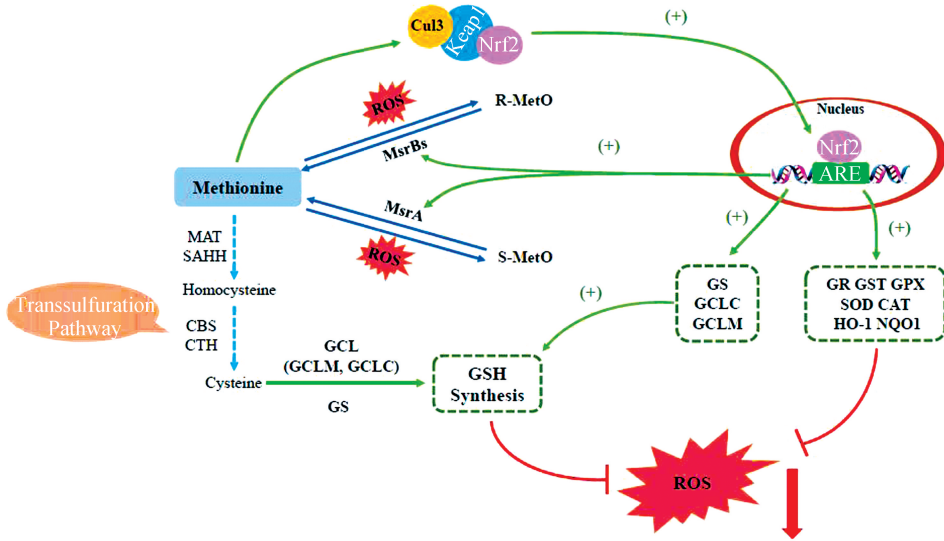 Cul3
Keap1
Nrf2
(+)
ROS
R-MetO
Nucleus
MsrBs
(+)
Nrf2
ARE
Methionine
MsrA
(+)
(+)
ROS
S-MetO
MAT
SAHH
Homocysteine
(+)
GS
GCLC
GCLM
GR GST GPX
SOD CAT
HO-1 NQO1
Transsulfuration
Pathway
CBS
CTH
GCL
(GCLM, GCLC)
GSH
Synthesis
Cysteine
GS
ROS